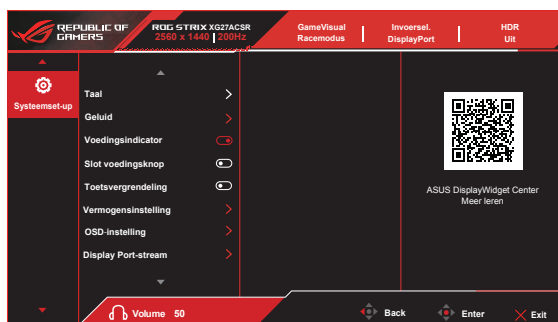 REPUBLIC OF
GAMERS
ROG STRIX XG27ACSR
2560 x 1440 | 200Hz
GameVisual
Racemodus
Invoersel.
DisplayPort
HDR
Uit
Systeemset-up
Taal
Geluid
Voedingsindicator
Slot voedingsknop
Toetsvergrendeling
Vermogensinstelling
OSD-instelling
Display Port-stream
ASUS DisplayWidget Center
Meer leren
Volume 50
Back
Enter
Exit